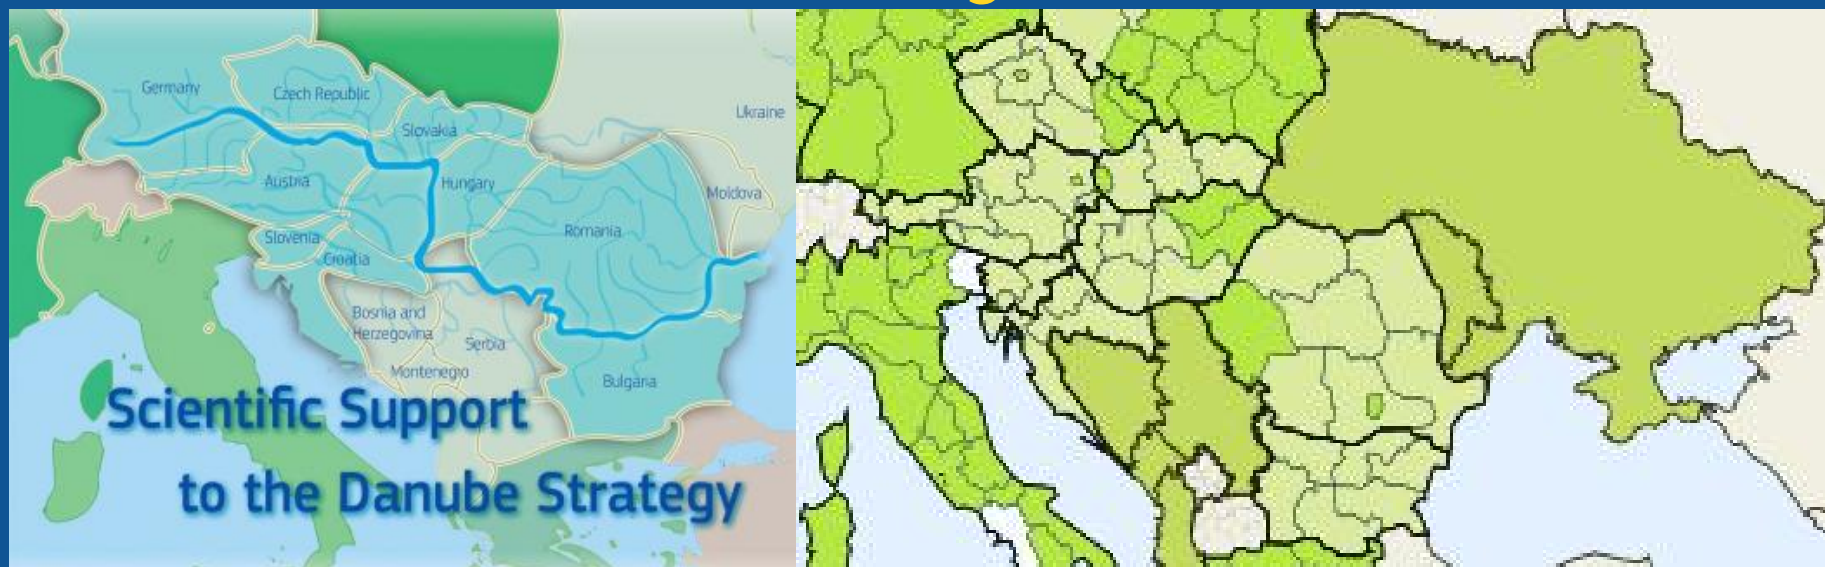 Germany
Czech Republic
Ukraine
Slovakia
Austria
Hungary
Moldova
Slovenia
Romania
Croatia
Bosnia and
Herzegovina
Serbia
Montenegro
Bulgaria
Scientific Support
to the Danube Strategy